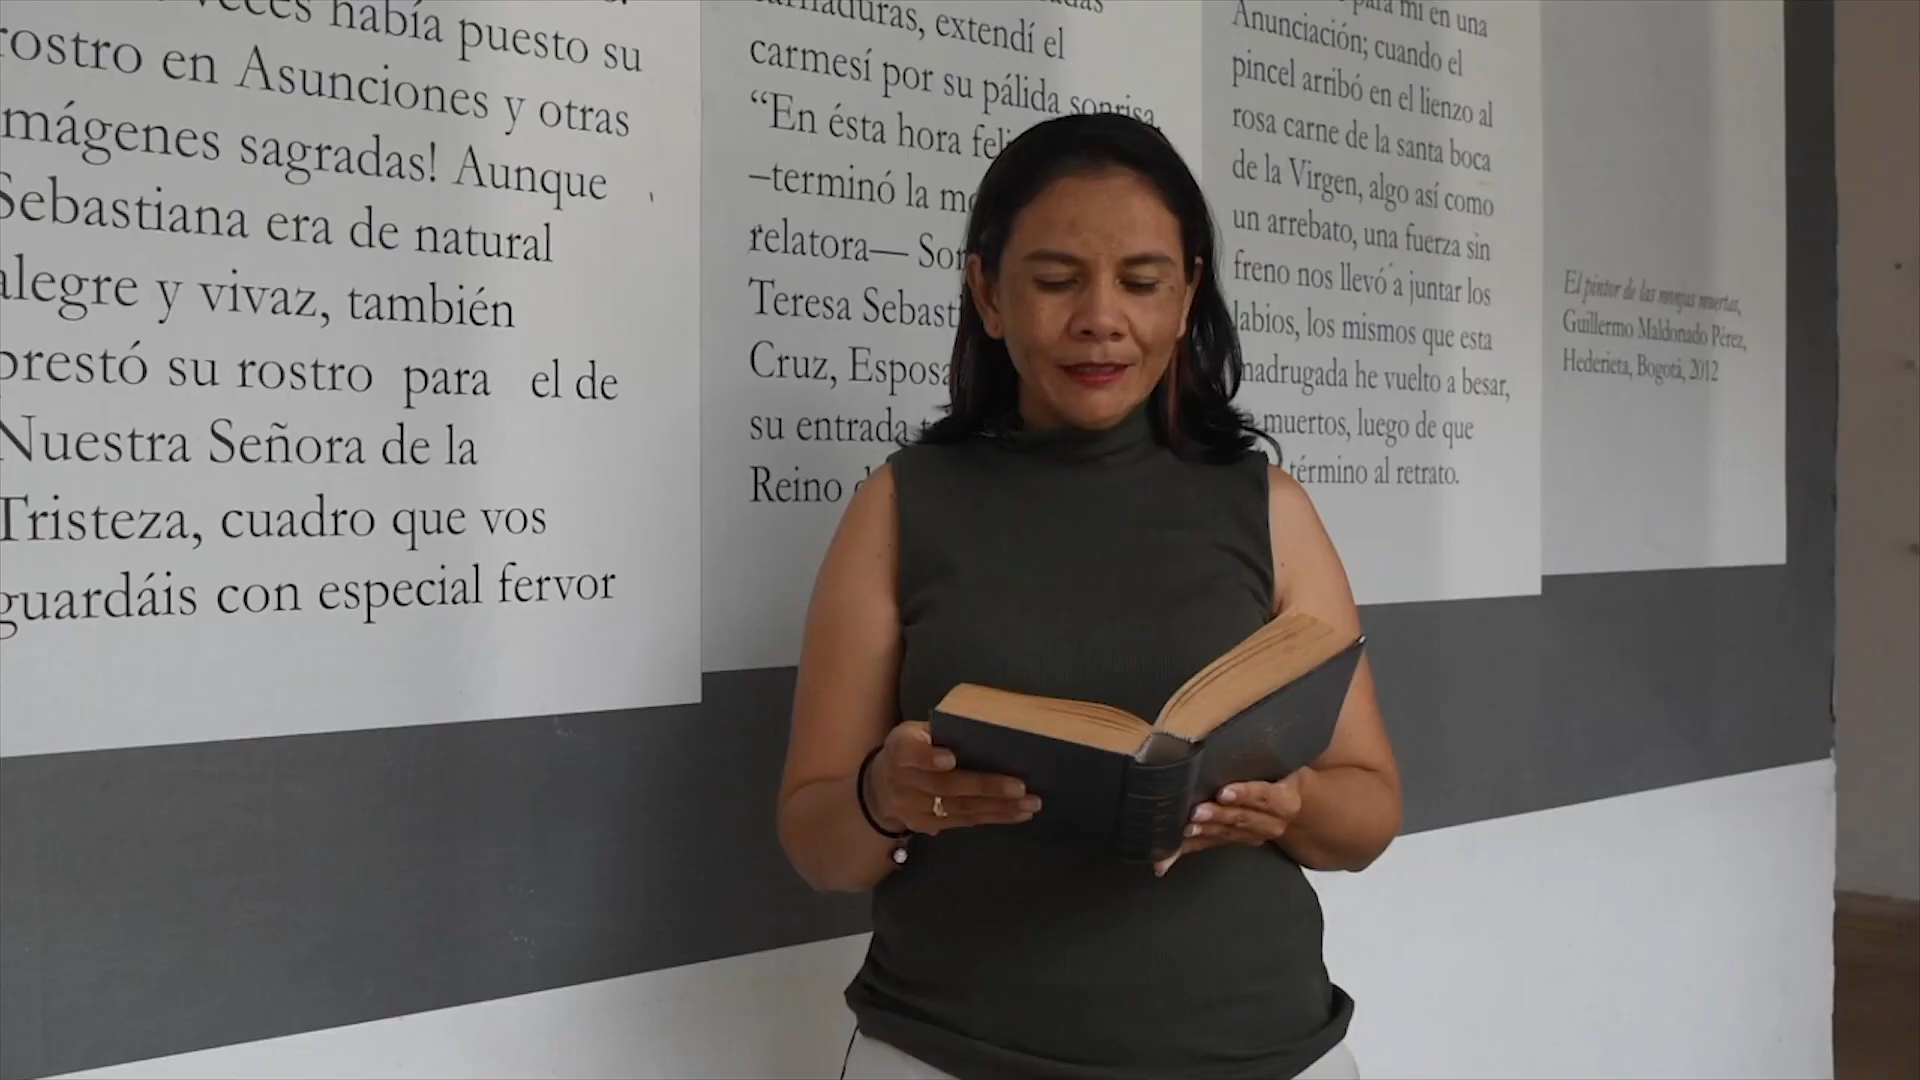 veces había puesto su
rostro en Asunciones y otras
imágenes sagradas! Aunque
Sebastiana era de natural
alegre y vivaz, también
prestó su rostro para el de
Nuestra Señora de la
Tristeza, cuadro que vos
guardáis con especial fervor
extendí el
carmesí por su pálida sonrisa.
“En ésta hora
–terminó la
relatora— Sor
Teresa
Cruz, Esposa
su entrada
Reino
para mi en una
Anunciación; cuando el
pincel arribó en el lienzo al
rosa carne de la santa boca
de la Virgen, algo así como
un arrebato, una fuerza sin
freno nos llevó a juntar los
labios, los mismos que esta
madrugada he vuelto a besar,
muertos, luego de que
término al retrato.
El pintor de las monjas muertas,
Guillermo Maldonado Pérez,
Bogotá, 2012